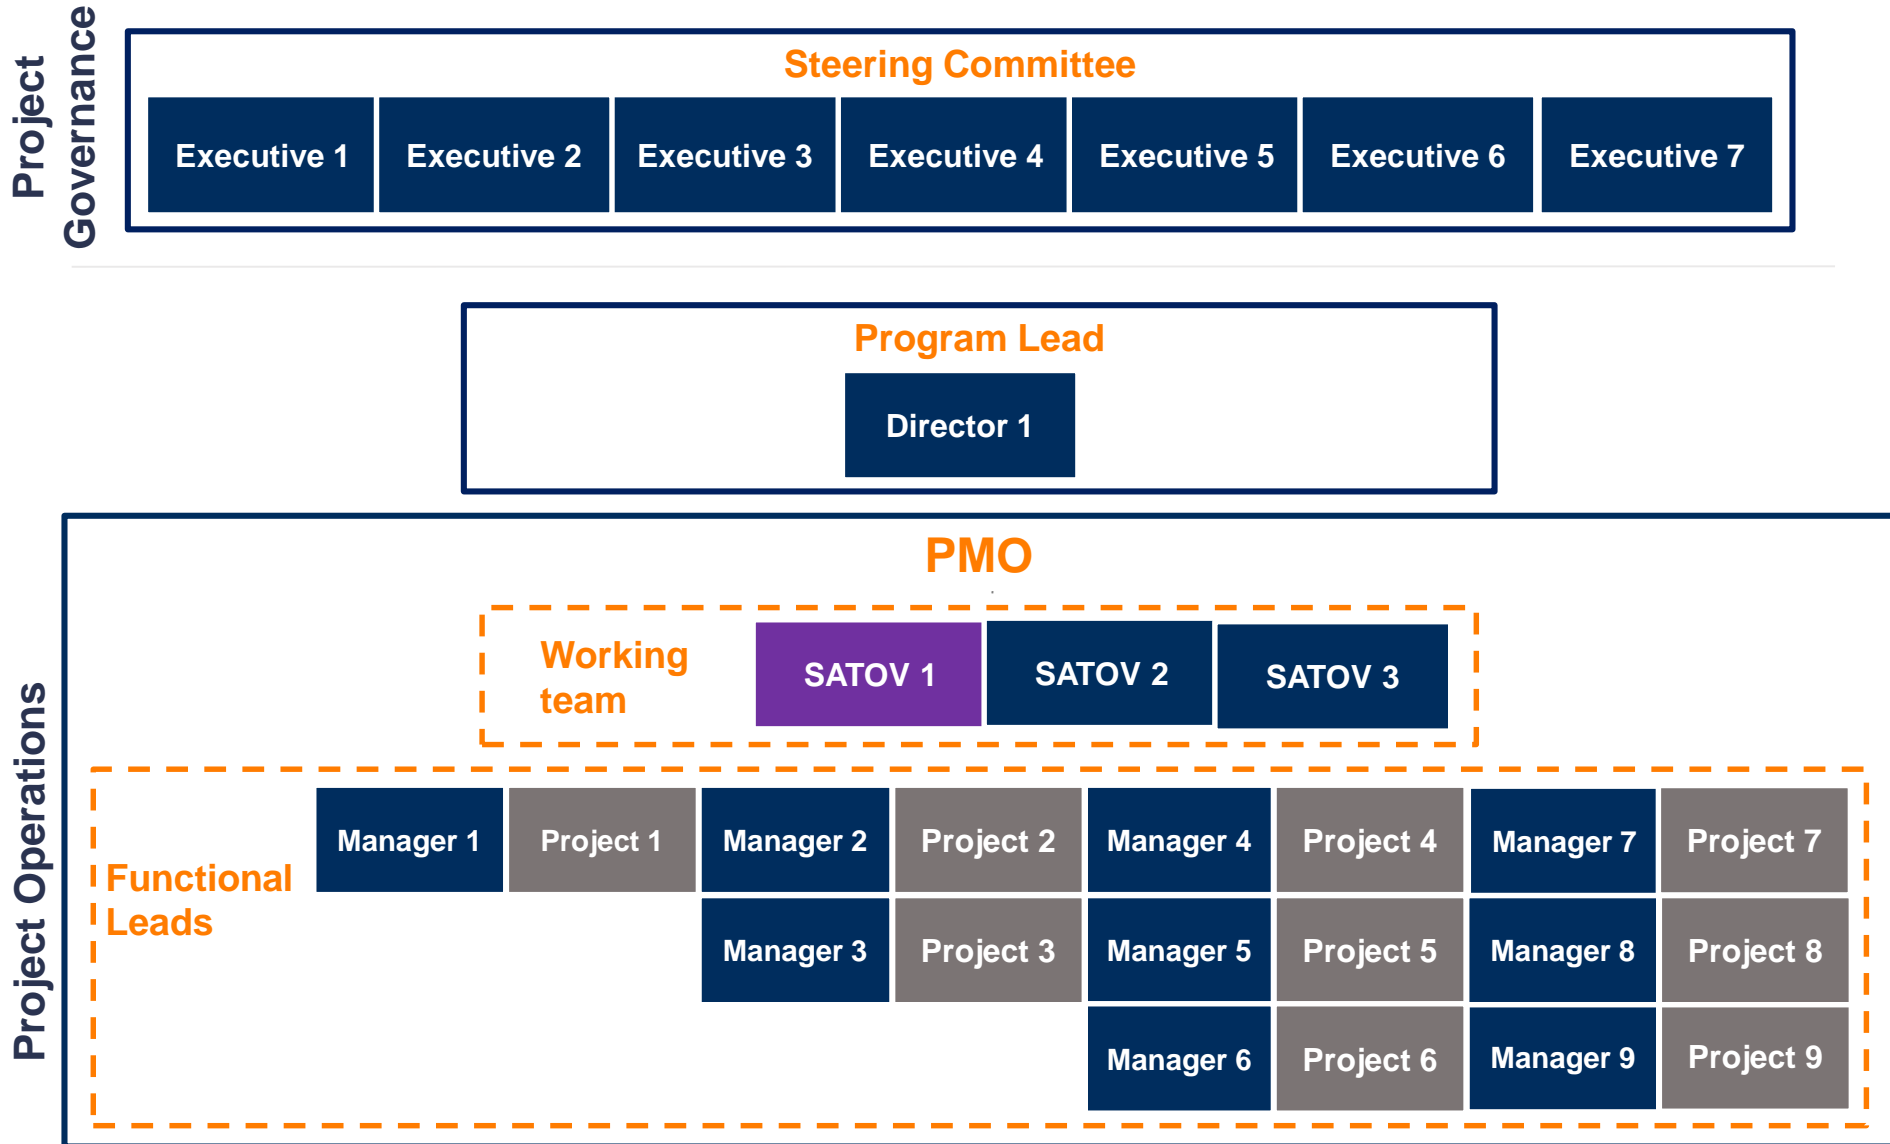 Project
Governance
Steering Committee
Executive 1
Executive 2
Executive 3
Executive 4
Executive 5
Executive 6
Executive 7
Program Lead
Director 1
Project Operations
PMO
Working
team
SATOV 1
SATOV 2
SATOV 3
Functional
Leads
Manager 1
Project 1
Manager 2
Project 2
Manager 4
Project 4
Manager 7
Project 7
Manager 3
Project 3
Manager 5
Project 5
Manager 8
Project 8
Manager 6
Project 6
Manager 9
Project 9